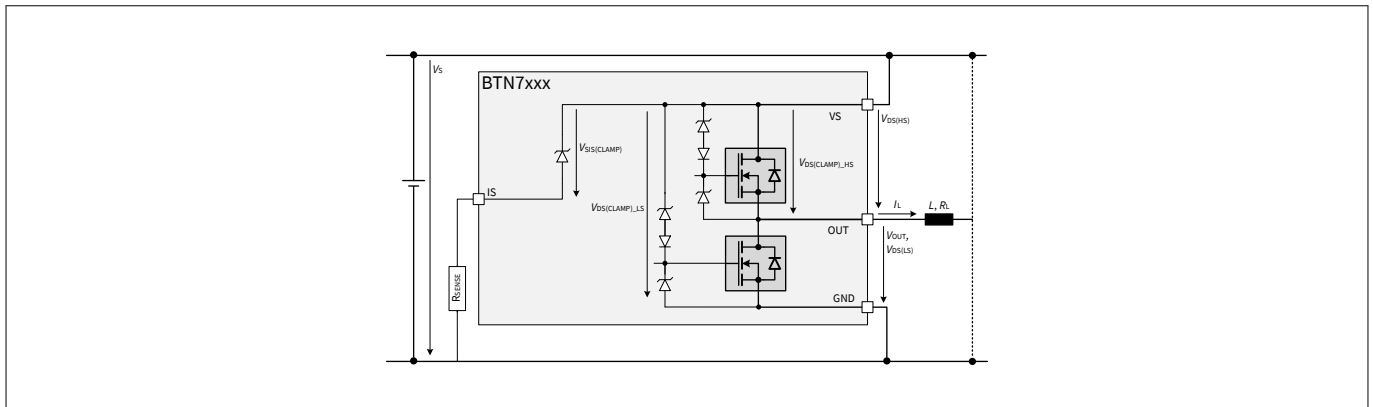 VS
BTN7xxx
VS
VDS(HS)
VSIS(CLAMP)
VDS(CLAMP)_HS
IS
VDS(CLAMP)_LS
IL
L, RL
OUT
VOUT,
VDS(LS)
RSENSE
GND